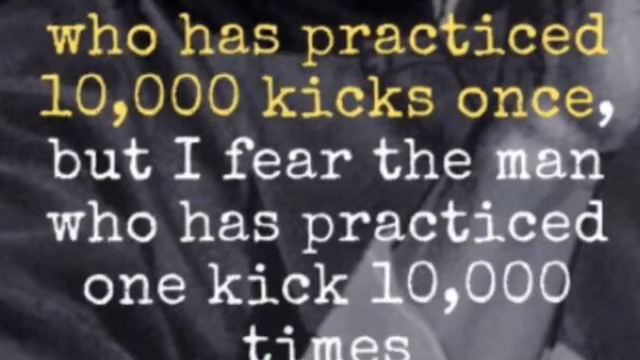 who has practiced
10,000 kicks once,
but I fear the man
who has practiced
one kick 10,000
times